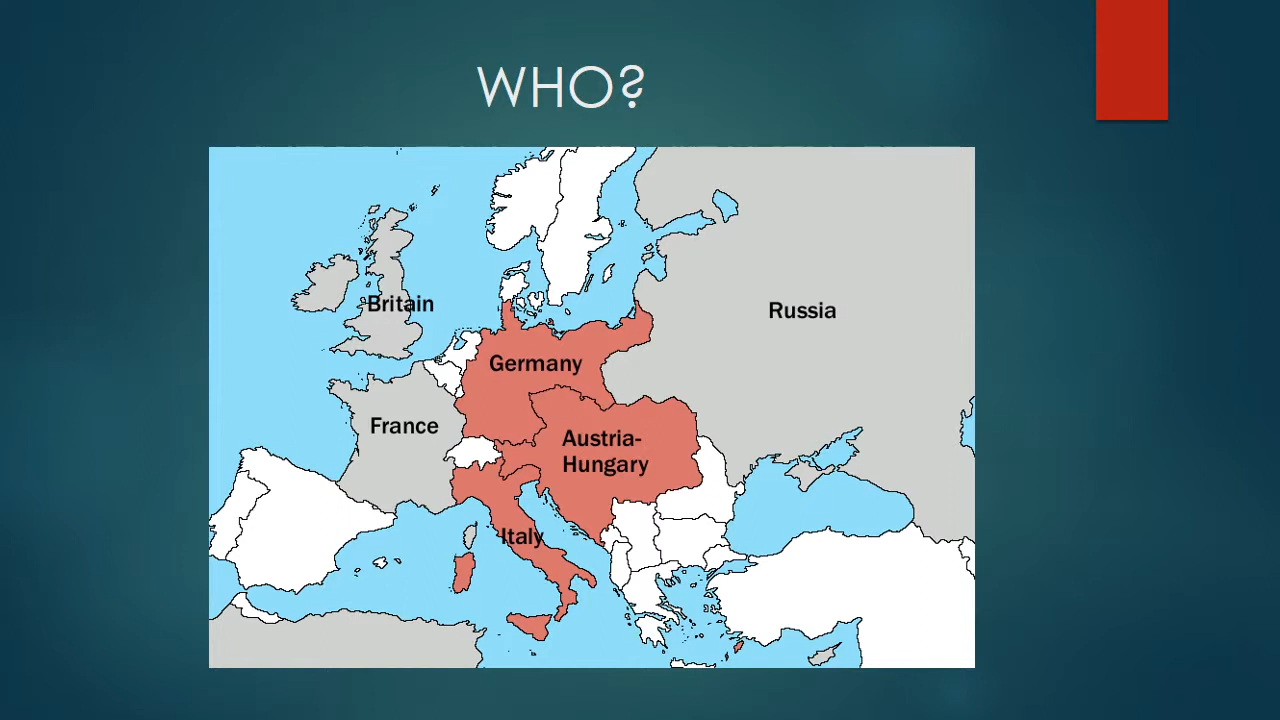 WHO?
Britain
Russia
Germany
France
Austria-
Hungary
Italy